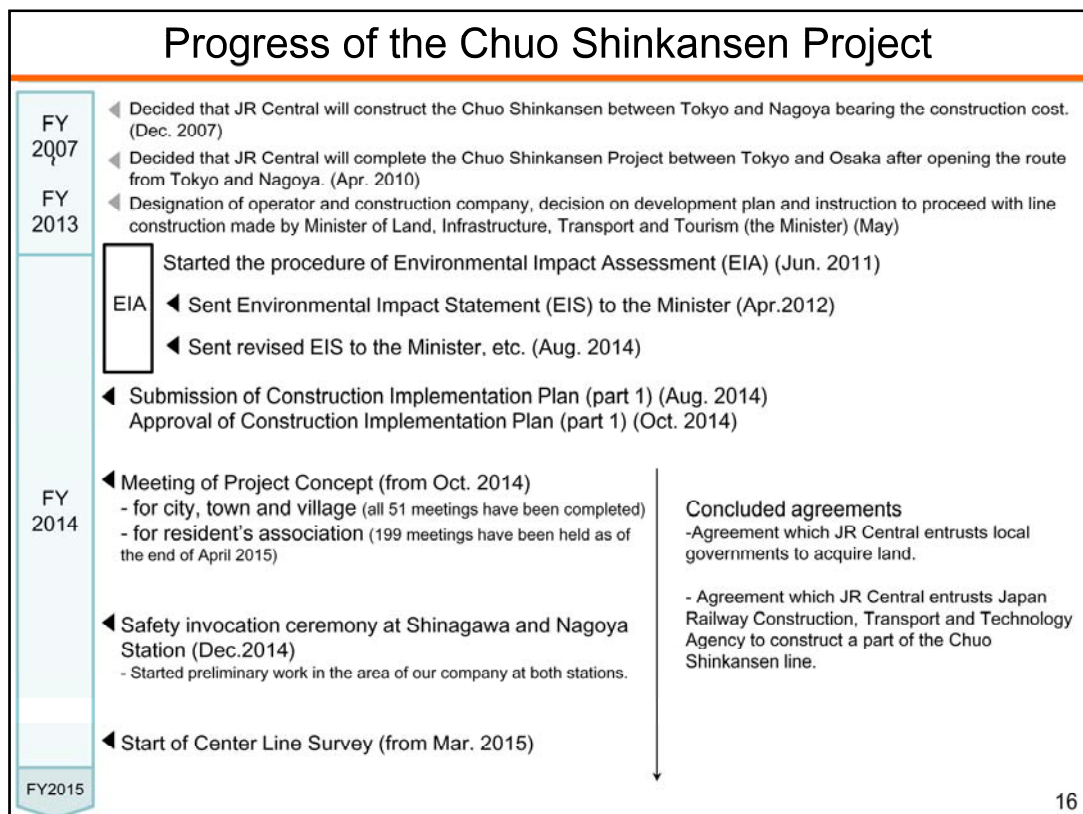 Progress of the Chuo Shinkansen Project
FY
2007
~
FY
2013
Decided that JR Central will construct the Chuo Shinkansen between Tokyo and Nagoya bearing the construction cost.
(Dec. 2007)
Decided that JR Central will complete the Chuo Shinkansen Project between Tokyo and Osaka after opening the route
from Tokyo and Nagoya. (Apr. 2010)
Designation of operator and construction company, decision on development plan and instruction to proceed with line
construction made by Minister of Land, Infrastructure, Transport and Tourism (the Minister) (May)
EIA
Started the procedure of Environmental Impact Assessment (EIA) (Jun. 2011)
Sent Environmental Impact Statement (EIS) to the Minister (Apr.2012)
Sent revised EIS to the Minister, etc. (Aug. 2014)
FY
2014
Submission of Construction Implementation Plan (part 1) (Aug. 2014)
Approval of Construction Implementation Plan (part 1) (Oct. 2014)
Meeting of Project Concept (from Oct. 2014)
- for city, town and village (all 51 meetings have been completed)
- for resident's association (199 meetings have been held as of
the end of April 2015)
Safety invocation ceremony at Shinagawa and Nagoya
Station (Dec.2014)
- Started preliminary work in the area of our company at both stations.
Start of Center Line Survey (from Mar. 2015)
Concluded agreements
-Agreement which JR Central entrusts local
governments to acquire land.
- Agreement which JR Central entrusts Japan
Railway Construction, Transport and Technology
Agency to construct a part of the Chuo
Shinkansen line.
FY2015
16